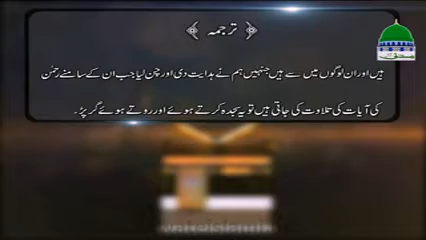 ترجمہ
ہیں اور ان لوگوں میں سے ہیں جنہیں ہم نے ہدایت دی اور چن لیا جب ان کے سامنے رحمٰن
کی آیات کی تلاوت کی جاتی ہیں تو یہ سجدہ کرتے ہوئے اور روتے ہوئے گر پڑ۔